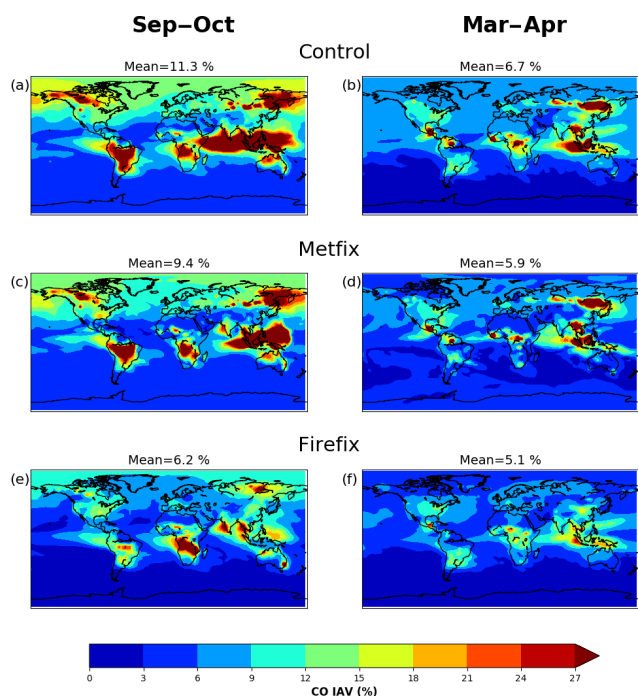 Sep–Oct Mar–Apr
Control
Mean=11.3 % Mean=6.7 %
(a) (b)
Metfix
Mean=9.4 % Mean=5.9 %
(c) (d)
Firefix
Mean=6.2 % Mean=5.1 %
(e) (f)
0 3 6 9 12 15 18 21 24 27
CO IAV (%)